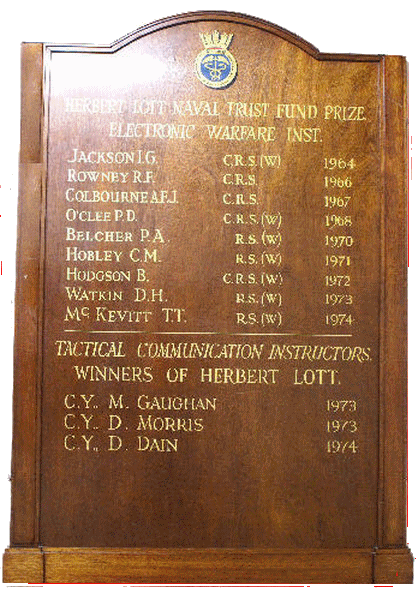 HERBERT LOTT NAVAL TRUST FUND PRIZE.
ELECTRONIC WARFARE INST.
JACKSON I.G. C.R.S.(W) 1964
ROWNEY R.F. C.R.S. 1966
COLBOURNE A.F.J. C.R.S. 1967
O'CLEE P.D. C.R.S.(W) 1968
BELCHER P.A. R.S.(W) 1970
HOBLEY C.M. R.S.(W) 1971
HODGSON B. C.R.S.(W) 1972
WATKIN D.H. R.S.(W) 1973
Mc KEVITT T.T. R.S.(W) 1974
TACTICAL COMMUNICATION INSTRUCTORS.
WINNERS OF HERBERT LOTT.
C.Y., M. GAUGHAN 1973
C.Y., D. MORRIS 1973
C.Y., D. DAIN 1974